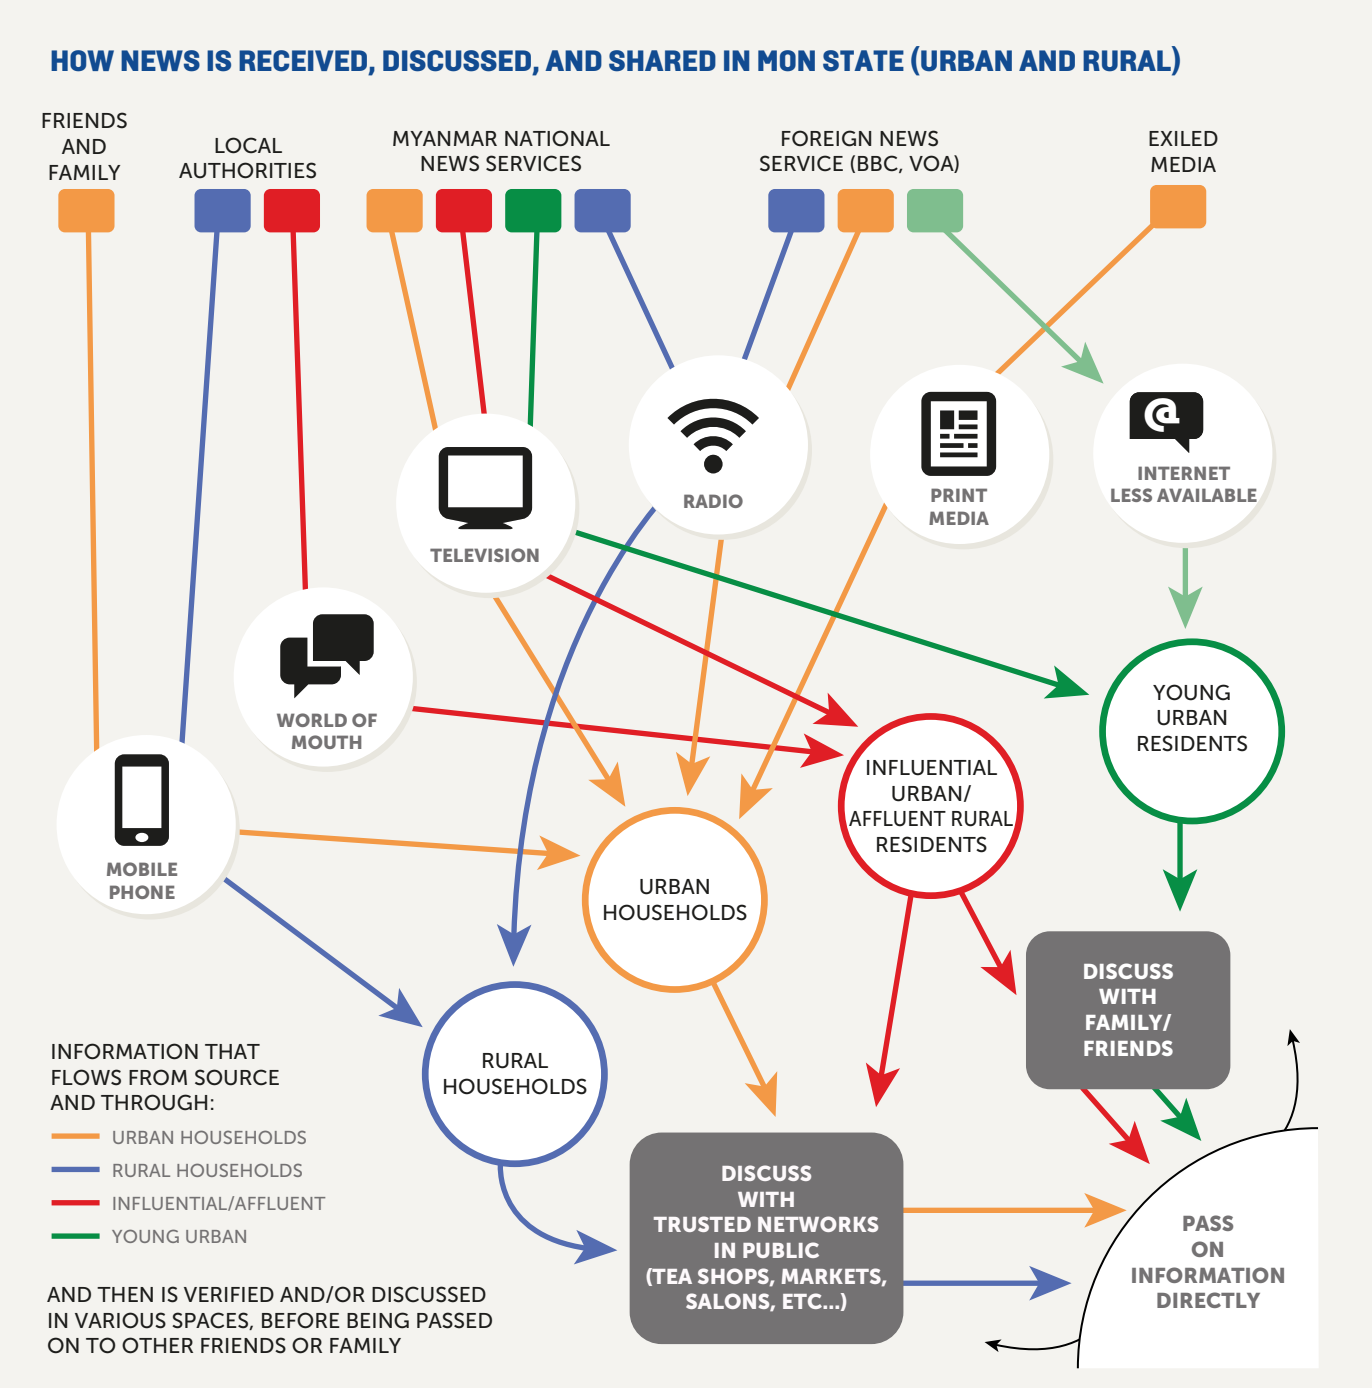 HOW NEWS IS RECEIVED, DISCUSSED, AND SHARED IN MON STATE (URBAN AND RURAL)
FRIENDS
AND
FAMILY
LOCAL
AUTHORITIES
MYANMAR NATIONAL
NEWS SERVICES
FOREIGN NEWS
SERVICE (BBC, VOA)
EXILED
MEDIA
TELEVISION
RADIO
PRINT
MEDIA
@
INTERNET
LESS AVAILABLE
WORLD OF
MOUTH
MOBILE
PHONE
YOUNG
URBAN
RESIDENTS
INFLUENTIAL
URBAN/
AFFLUENT RURAL
RESIDENTS
URBAN
HOUSEHOLDS
RURAL
HOUSEHOLDS
DISCUSS
WITH
FAMILY/
FRIENDS
DISCUSS
WITH
TRUSTED NETWORKS
IN PUBLIC
(TEA SHOPS, MARKETS,
SALONS, ETC...)
PASS
ON
INFORMATION
DIRECTLY
INFORMATION THAT
FLOWS FROM SOURCE
AND THROUGH:
URBAN HOUSEHOLDS
RURAL HOUSEHOLDS
INFLUENTIAL/AFFLUENT
YOUNG URBAN
AND THEN IS VERIFIED AND/OR DISCUSSED
IN VARIOUS SPACES, BEFORE BEING PASSED
ON TO OTHER FRIENDS OR FAMILY